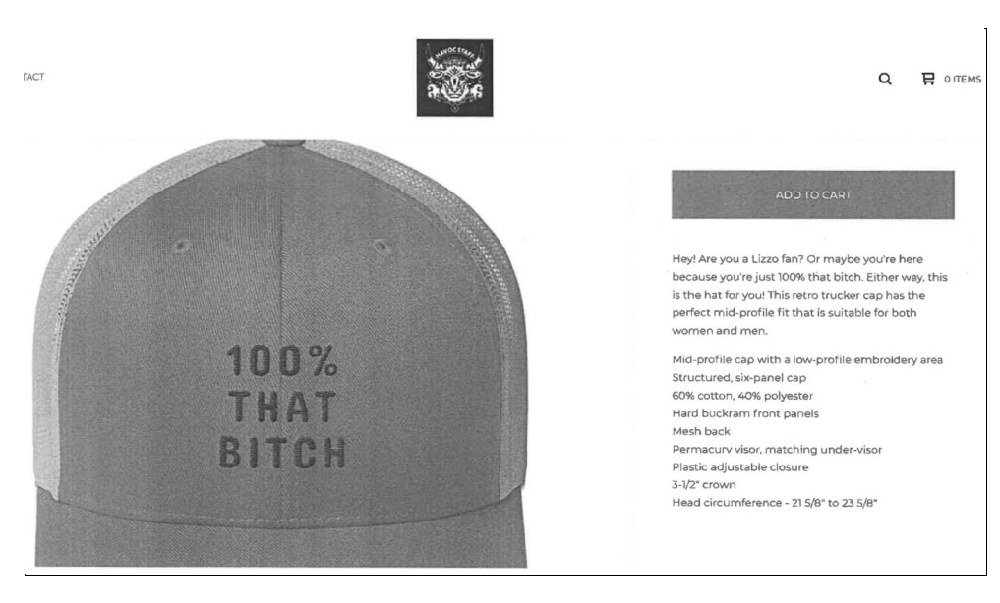 TACT
HAVOC STAFF
0 ITEMS
100%
THAT
BITCH
ADD TO CART
Hey! Are you a Lizzo fan? Or maybe you're here
because you're just 100% that bitch. Either way, this
is the hat for you! This retro trucker cap has the
perfect mid-profile fit that is suitable for both
women and men.
Mid-profile cap with a low-profile embroidery area
Structured, six-panel cap
60% cotton, 40% polyester
Hard buckram front panels
Mesh back
Permacurv visor, matching under-visor
Plastic adjustable closure
3-1/2" crown
Head circumference - 21 5/8" to 23 5/8"